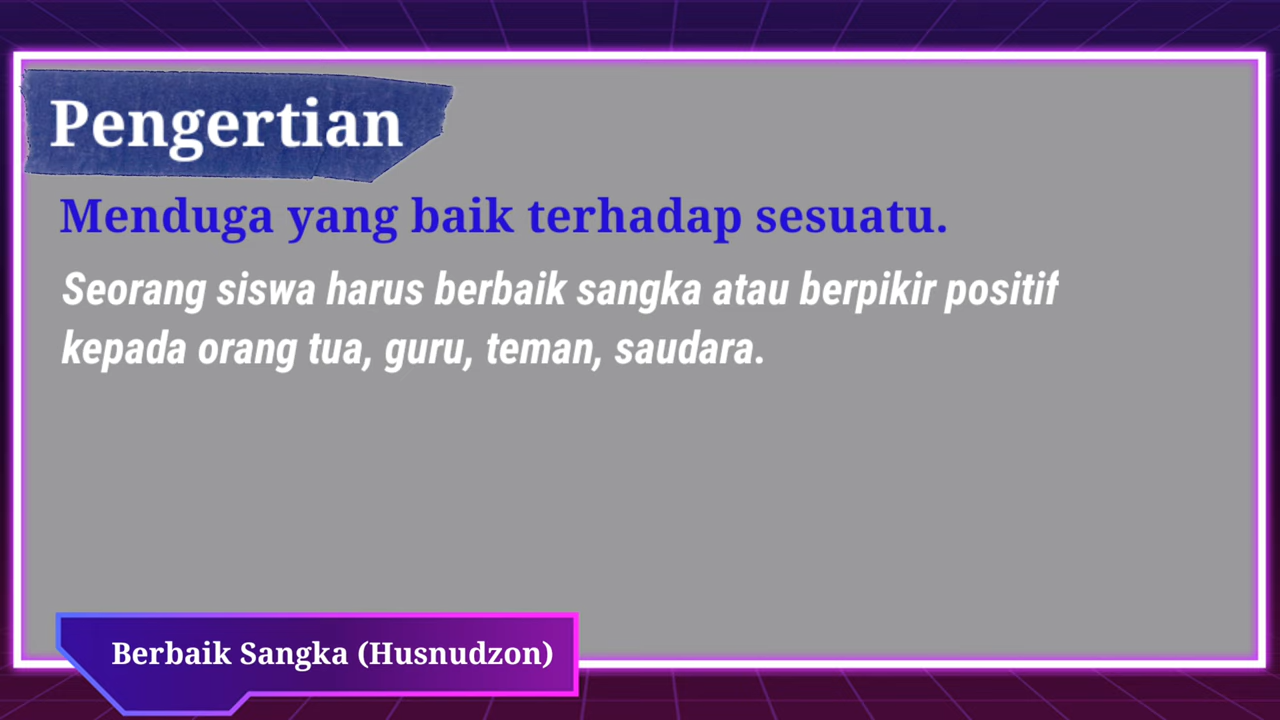 Pengertian
Menduga yang baik terhadap sesuatu.
Seorang siswa harus berbaik sangka atau berpikir positif
kepada orang tua, guru, teman, saudara.
Berbaik Sangka (Husnudzon)